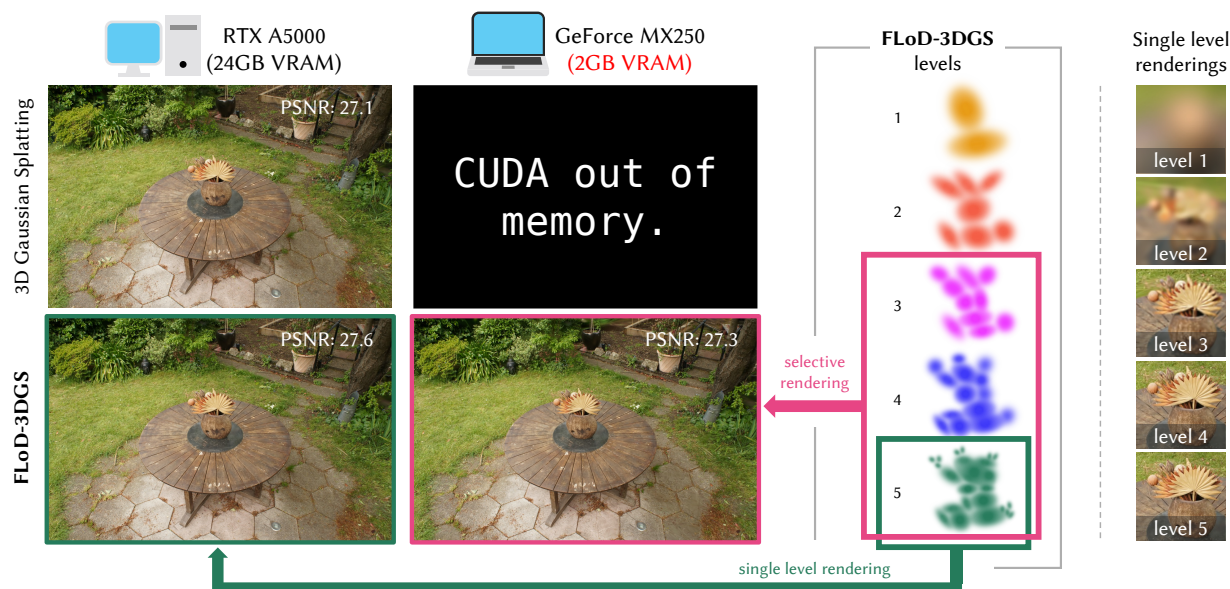 RTX A5000
(24GB VRAM)
GeForce MX250
(2GB VRAM)
FLoD-3DGS
levels
Single level
renderings
3D Gaussian Splatting
PSNR: 27.1
CUDA out of
memory.
FLoD-3DGS
PSNR: 27.6
PSNR: 27.3
selective
rendering
single level rendering
1
2
3
4
5
level 1
level 2
level 3
level 4
level 5